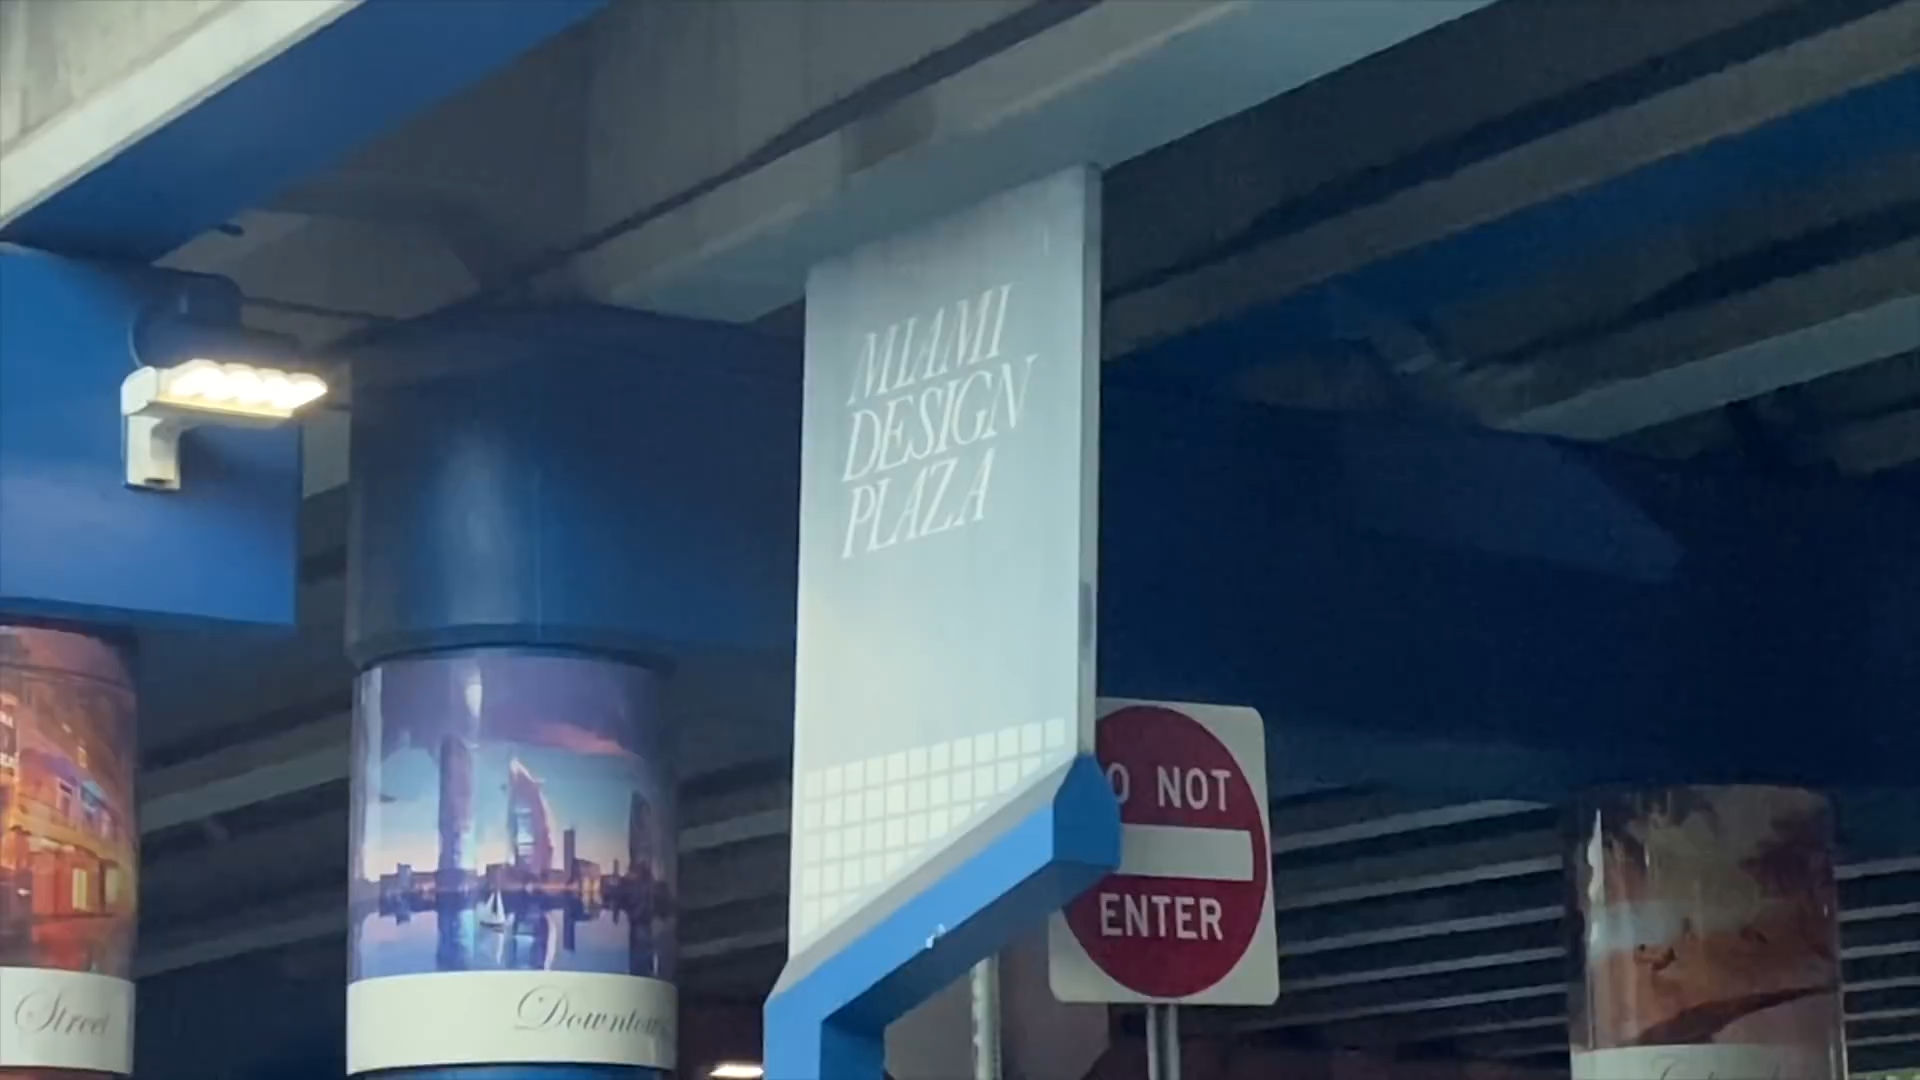 MIAMI
DESIGN
PLAZA
O NOT
ENTER
Street
Downtow